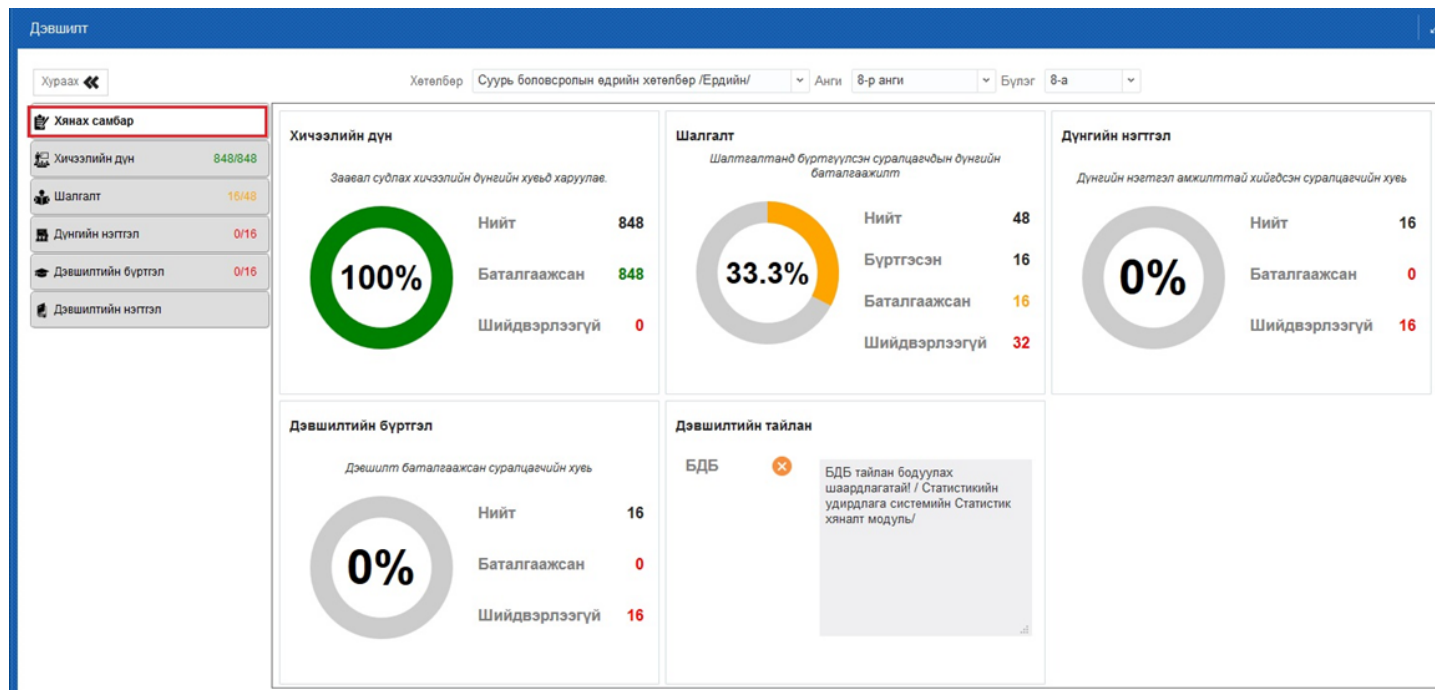 Дэвшилт
Хураах
Хөтөлбөр Суурь боловсролын өдрийн хөтөлбөр /Ердийн/ Анги 8-р анги Бүлэг 8-а
Хянах самбар
Хичээлийн дүн 848/848
Шалгалт 16/48
Дүнгийн нэгтгэл 0/16
Дэвшилтийн бүртгэл 0/16
Дэвшилтийн нэгтгэл
Хичээлийн дүн
Заавал судлах хичээлийн дүнгийн хувьд харуулав.
100%
Нийт 848
Баталгаажсан 848
Шийдвэрлээгүй 0
Шалгалт
Шалтгалтанд бүртгүүлсэн суралцагчдын дүнгийн
баталгаажилт
33.3%
Нийт 48
Бүртгэсэн 16
Баталгаажсан 16
Шийдвэрлээгүй 32
Дүнгийн нэгтгэл
Дүнгийн нэгтгэл амжилттай хийгдсэн суралцагчийн хувь
0%
Нийт 16
Баталгаажсан 0
Шийдвэрлээгүй 16
Дэвшилтийн бүртгэл
Дэвшилт баталгаажсан суралцагчийн хувь
0%
Нийт 16
Баталгаажсан 0
Шийдвэрлээгүй 16
Дэвшилтийн тайлан
БДБ
БДБ тайлан бодуулах
шаардлагатай! / Статистикийн
удирдлага системийн Статистик
хяналт модуль/